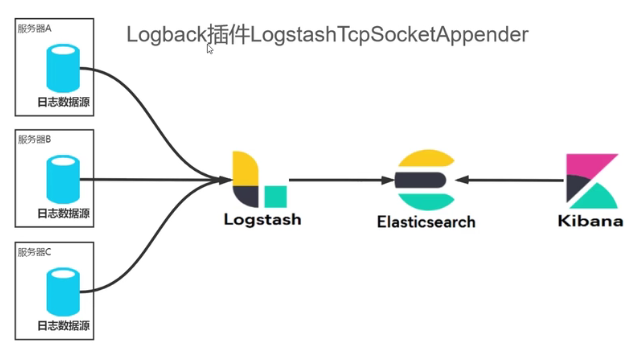 Logback插件LogstashTcpSocketAppender
服务器A
日志数据源
服务器B
日志数据源
服务器C
日志数据源
Logstash
Elasticsearch
Kibana